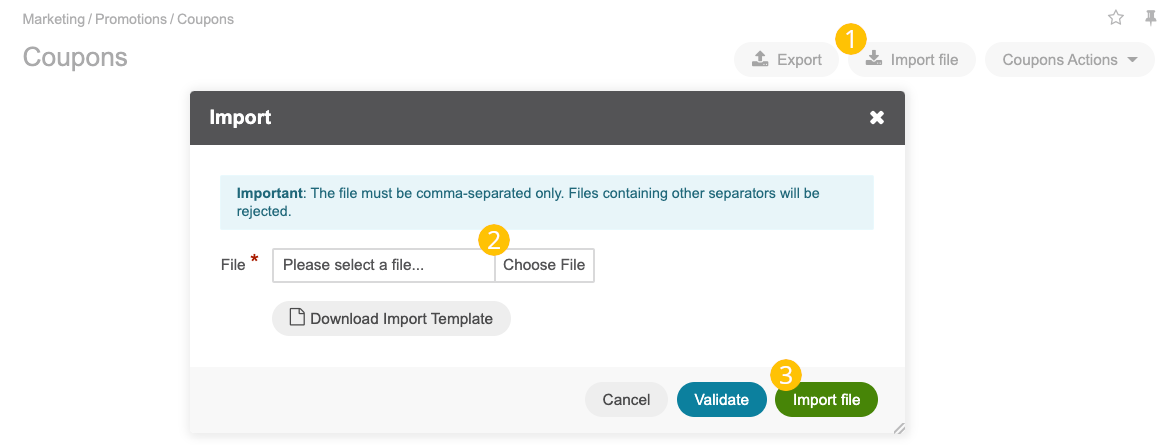 Marketing / Promotions / Coupons
Coupons
1
Export
Import file
Coupons Actions
Import
Important: The file must be comma-separated only. Files containing other separators will be
rejected.
2
File * Please select a file... Choose File
Download Import Template
3
Cancel Validate Import file